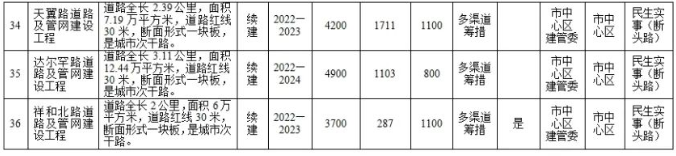 34 天翼路道路及管网建设工程 道路全长 2.39 公里，面积 7.19 万平方米，道路红线 30 米，断面形式一块板，是城市次干路。 续建 2022—2023 4200 1711 1100 多渠道筹措 市中心区建管委 市中心区 民生实事（断头路）
35 达尔罕路道路及管网建设工程 道路全长 3.11 公里，面积 12.44 万平方米，道路红线 30 米，断面形式一块板，是城市次干路。 续建 2022—2024 4900 1103 800 多渠道筹措 市中心区建管委 市中心区 民生实事（断头路）
36 祥和北路道路及管网建设工程 道路全长 2 公里，面积 6 万平方米，道路红线 30 米，断面形式一块板，是城市次干路。 续建 2022—2023 3700 287 1100 多渠道筹措 是 市中心区建管委 市中心区 民生实事（断头路）